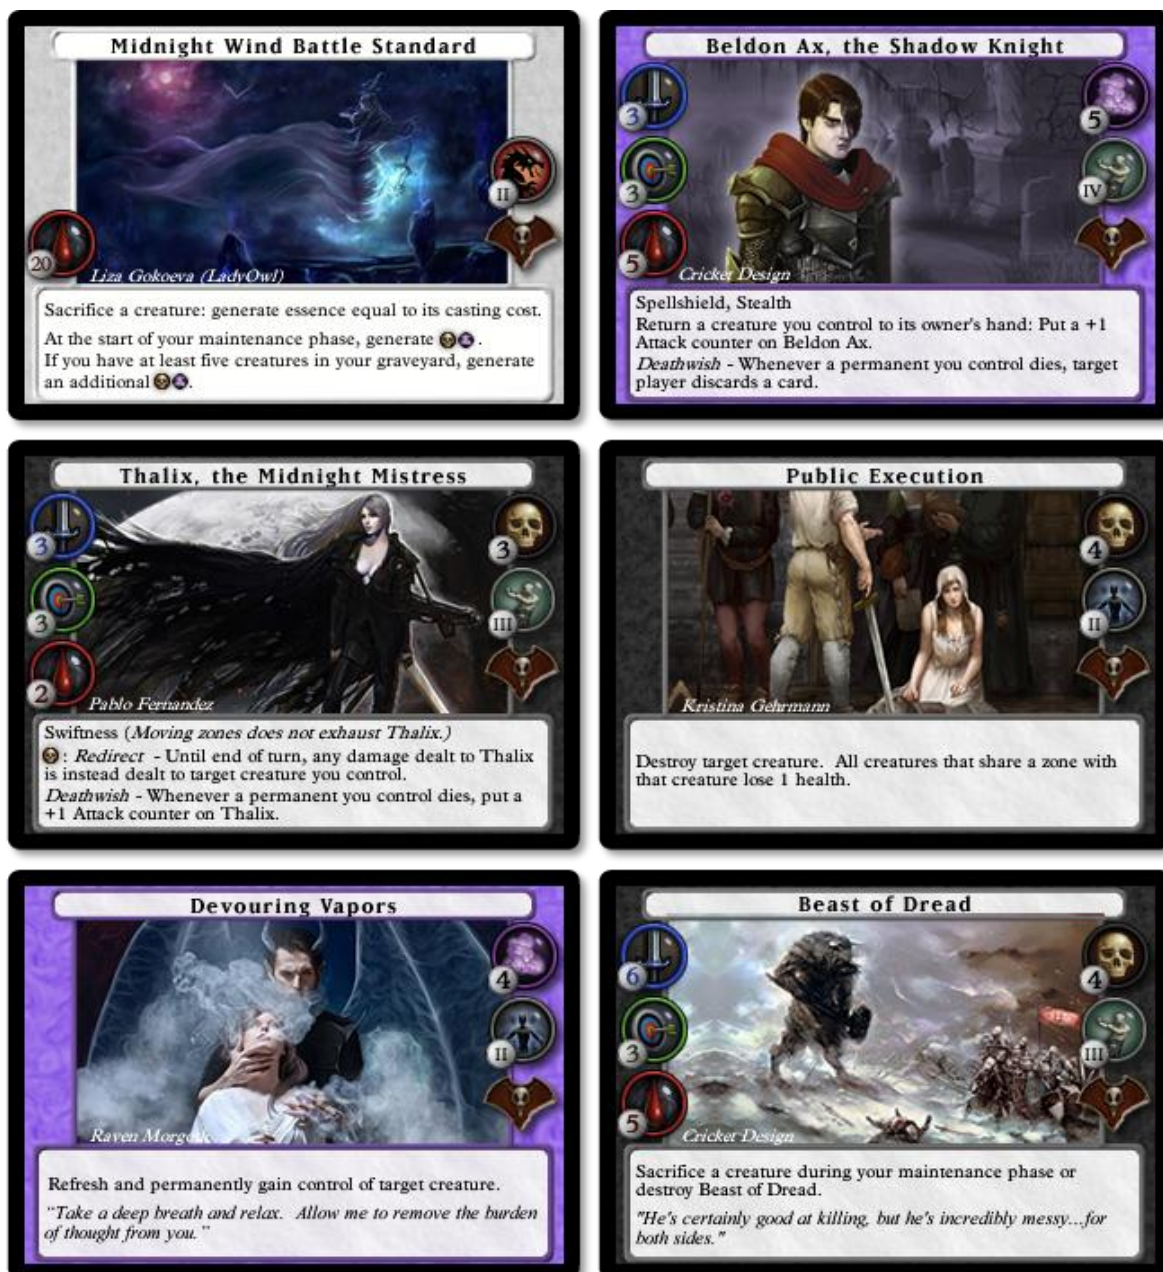 Midnight Wind Battle Standard
II
20
Liza Gokoeva (LadyOwl)
Sacrifice a creature: generate essence equal to its casting cost.
At the start of your maintenance phase, generate .
If you have at least five creatures in your graveyard, generate
an additional .
Beldon Ax, the Shadow Knight
3
5
3
IV
5
Cricket Design
Spellshield, Stealth
Return a creature you control to its owner's hand: Put a +1
Attack counter on Beldon Ax.
Deathwish - Whenever a permanent you control dies, target
player discards a card.
Thalix, the Midnight Mistress
3
3
3
III
2
Pablo Fernandez
Swiftness (Moving zones does not exhaust Thalix.)
: Redirect - Until end of turn, any damage dealt to Thalix
is instead dealt to target creature you control.
Deathwish - Whenever a permanent you control dies, put a
+1 Attack counter on Thalix.
Public Execution
4
II
Kristina Gehrmann
Destroy target creature. All creatures that share a zone with
that creature lose 1 health.
Devouring Vapors
4
II
Raven Morgoth
Refresh and permanently gain control of target creature.
"Take a deep breath and relax. Allow me to remove the burden
of thought from you."
Beast of Dread
6
4
3
III
5
Cricket Design
Sacrifice a creature during your maintenance phase or
destroy Beast of Dread.
"He's certainly good at killing, but he's incredibly messy...for
both sides."